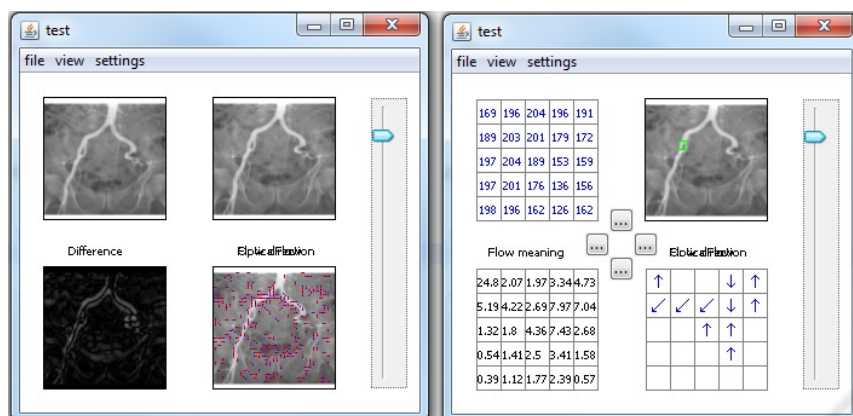 test
file view settings
Difference
test
file view settings
169 196 204 196 191
189 203 201 179 172
197 204 189 153 159
197 201 176 136 156
198 196 162 126 162
... ... ... ...
Flow meaning
24.8 2.07 1.97 3.34 4.73
5.19 4.22 2.69 7.97 7.04
1.32 1.8 4.36 7.43 2.68
0.54 1.41 2.5 3.41 1.58
0.39 1.12 1.77 2.39 0.57